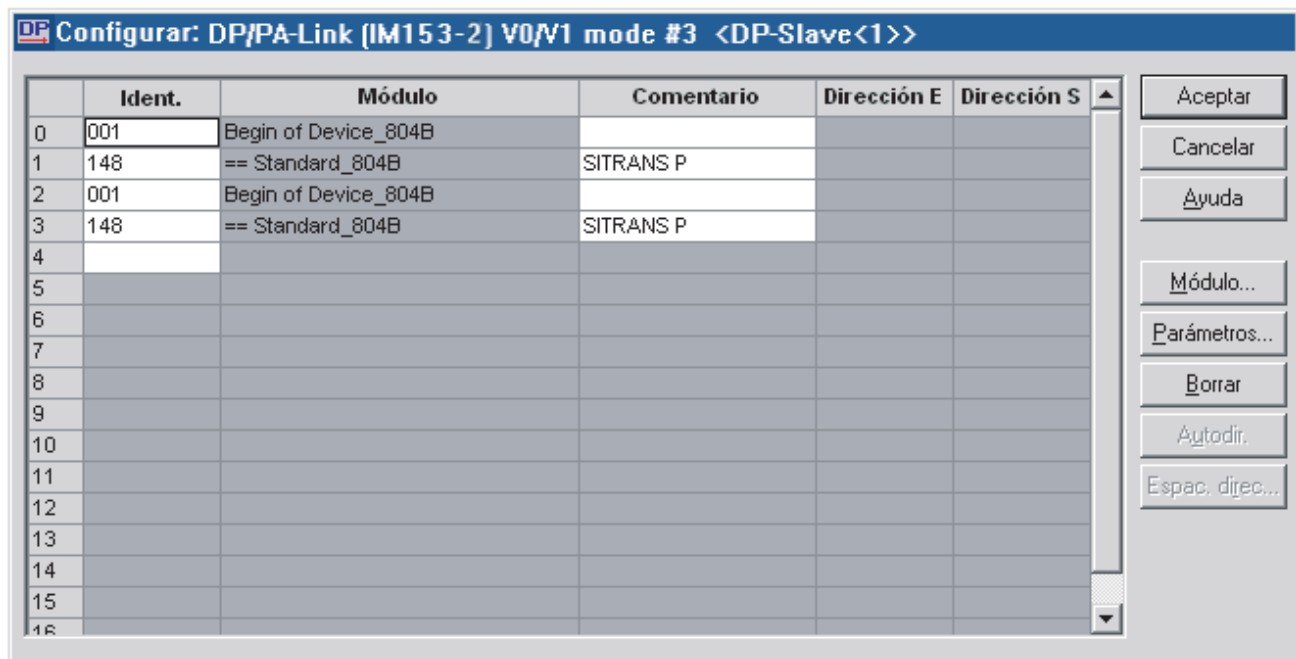 DP Configurar: DP/PA-Link (IM153-2) V0/V1 mode #3 <DP-Slave<1>>
Ident. Módulo Comentario Dirección E Dirección S
0 001 Begin of Device_804B
1 148 == Standard_804B SITRANS P
2 001 Begin of Device_804B
3 148 == Standard_804B SITRANS P
4
5
6
7
8
9
10
11
12
13
14
15
16
Aceptar
Cancelar
Ayuda
Módulo...
Parámetros...
Borrar
Autodir.
Espac. direc...